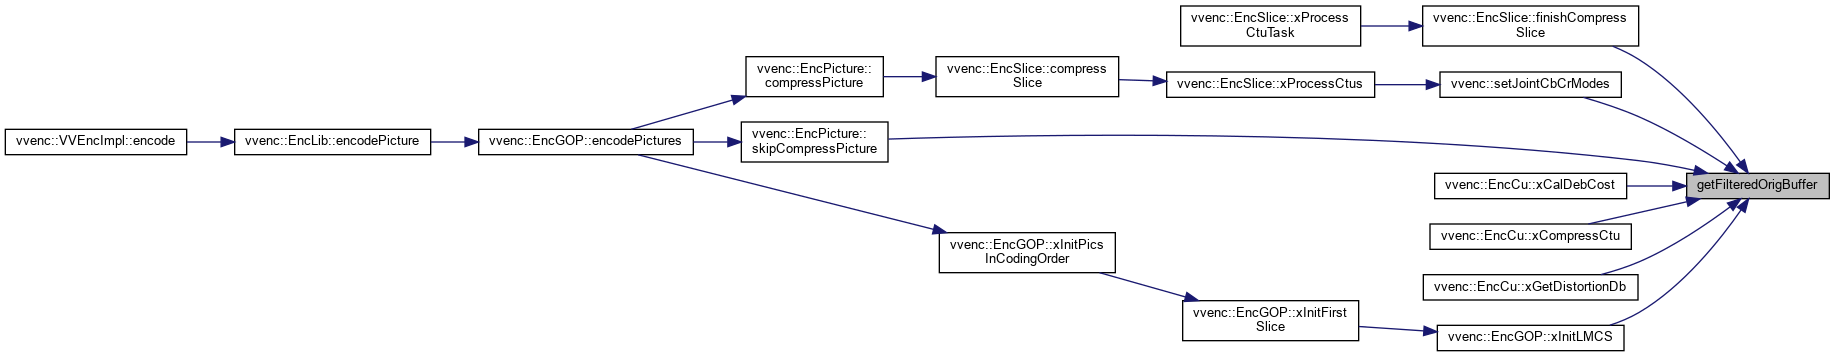 vvenc::EncSlice::xProcess
CtuTask
vvenc::EncSlice::finishCompress
Slice
vvenc::EncPicture::
compressPicture
vvenc::EncSlice::compress
Slice
vvenc::EncSlice::xProcessCtus
vvenc::setJointCbCrModes
vvenc::VVEncImpl::encode
vvenc::EncLib::encodePicture
vvenc::EncGOP::encodePictures
vvenc::EncPicture::
skipCompressPicture
getFilteredOrigBuffer
vvenc::EncCu::xCalDebCost
vvenc::EncCu::xCompressCtu
vvenc::EncGOP::xInitPics
InCodingOrder
vvenc::EncCu::xGetDistortionDb
vvenc::EncGOP::xInitFirst
Slice
vvenc::EncGOP::xInitLMCS